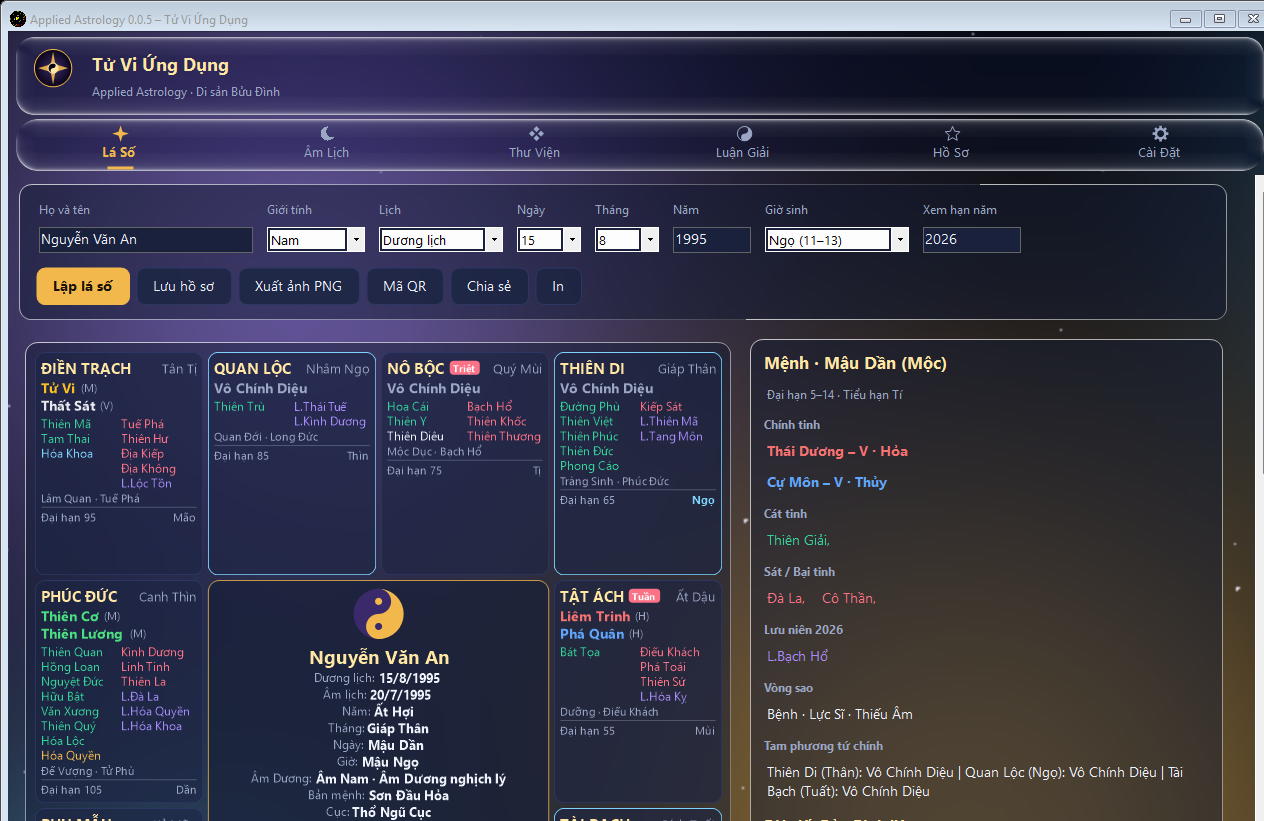 Applied Astrology 0.0.5 – Tử Vi Ứng Dụng
Tử Vi Ứng Dụng
Applied Astrology · Di sản Bửu Đình
Lá Số
Âm Lịch
Thư Viện
Luận Giải
Hồ Sơ
Cài Đặt
Họ và tên Giới tính Lịch Ngày Tháng Năm Giờ sinh Xem hạn năm
Nguyễn Văn An Nam Dương lịch 15 8 1995 Ngọ (11–13) 2026
Lập lá số Lưu hồ sơ Xuất ảnh PNG Mã QR Chia sẻ In
ĐIỀN TRẠCH Tân Tị
Tử Vi (M)
Thất Sát (V)
Thiên Mã Tuế Phá
Tam Thai Thiên Hư
Hóa Khoa Địa Kiếp
Địa Không
L.Lộc Tồn
Lâm Quan · Tuế Phá
Đại hạn 95 Mão
QUAN LỘC Nhâm Ngọ
Vô Chính Diệu
Thiên Trù L.Thái Tuế
L.Kình Dương
Quan Đới · Long Đức
Đại hạn 85 Thìn
NÔ BỘC Triệt Quý Mùi
Vô Chính Diệu
Hoa Cái Bạch Hổ
Thiên Y Thiên Khốc
Thiên Diêu Thiên Thương
Mộc Dục · Bạch Hổ
Đại hạn 75 Tị
THIÊN DI Giáp Thân
Vô Chính Diệu
Đường Phù Kiếp Sát
Thiên Việt L.Thiên Mã
Thiên Phúc L.Tang Môn
Thiên Đức
Phong Cáo
Tràng Sinh · Phúc Đức
Đại hạn 65 Ngọ
PHÚC ĐỨC Canh Thìn
Thiên Cơ (M)
Thiên Lương (M)
Thiên Quan Kình Dương
Hồng Loan Linh Tinh
Nguyệt Đức Thiên La
Hữu Bật L.Đà La
Văn Xương L.Hóa Quyền
Thiên Quý L.Hóa Khoa
Hóa Lộc
Hóa Quyền
Đế Vượng · Tử Phù
Đại hạn 105 Dần
Nguyễn Văn An
Dương lịch: 15/8/1995
Âm lịch: 20/7/1995
Năm: Ất Hợi
Tháng: Giáp Thân
Ngày: Mậu Dần
Giờ: Mậu Ngọ
Âm Dương: Âm Nam · Âm Dương nghịch lý
Bản mệnh: Sơn Đầu Hỏa
Cục: Thổ Ngũ Cục
TẬT ÁCH Tuần Ất Dậu
Liêm Trinh (H)
Phá Quân (H)
Bát Tọa Điếu Khách
Phá Toái
Thiên Sứ
L.Hóa Kỵ
Dưỡng · Điếu Khách
Đại hạn 55 Mùi
Mệnh · Mậu Dần (Mộc)
Đại hạn 5–14 · Tiểu hạn Tí
Chính tinh
Thái Dương – V · Hỏa
Cự Môn – V · Thủy
Cát tinh
Thiên Giải,
Sát / Bại tinh
Đà La, Cô Thần,
Lưu niên 2026
L.Bạch Hổ
Vòng sao
Bệnh · Lực Sĩ · Thiếu Âm
Tam phương tứ chính
Thiên Di (Thân): Vô Chính Diệu | Quan Lộc (Ngọ): Vô Chính Diệu | Tài
Bạch (Tuất): Vô Chính Diệu